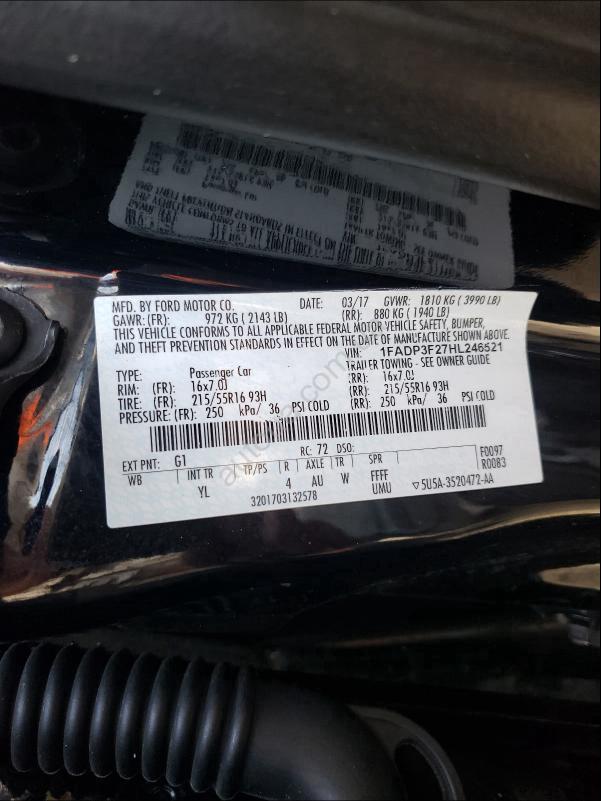 MFD. BY FORD MOTOR CO. DATE: 03/17 GVWR: 1810 KG ( 3990 LB)
GAWR: (FR): 972 KG ( 2143 LB) (RR): 880 KG ( 1940 LB)
THIS VEHICLE CONFORMS TO ALL APPLICABLE FEDERAL MOTOR VEHICLE SAFETY, BUMPER,
AND THEFT PREVENTION STANDARDS IN EFFECT ON THE DATE OF MANUFACTURE SHOWN ABOVE.
VIN: 1FADP3F27HL246521
TYPE: Passenger Car TRAILER TOWING - SEE OWNER GUIDE
RIM: (FR): 16x7.0J (RR): 16x7.0J
TIRE: (FR): 215/55R16 93H (RR): 215/55R16 93H
PRESSURE: (FR): 250 kPa/ 36 PSI COLD (RR): 250 kPa/ 36 PSI COLD
EXT PNT: G1 RC: 72 DSO: F0097
WB INT TR TP/PS R AXLE TR SPR R0083
YL 4 AU W FFFF
UMU ▽5U5A-3520472-AA
3201703132578